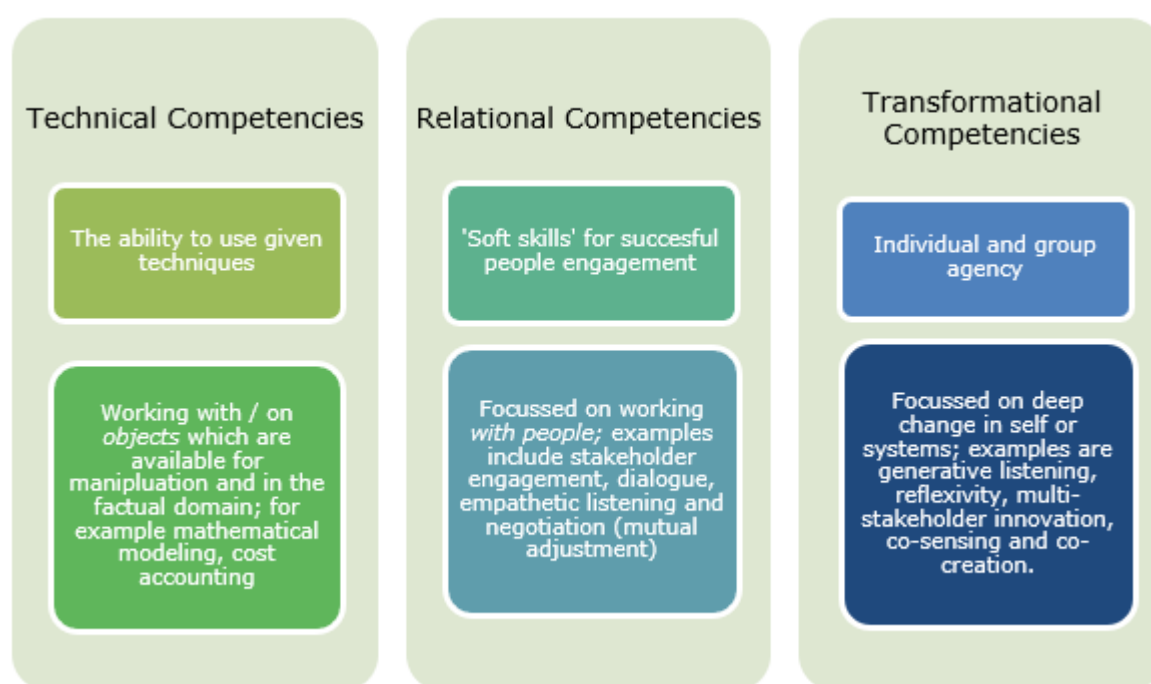 Technical Competencies
The ability to use given
techniques
Working with / on
objects which are
available for
manipluation and in the
factual domain; for
example mathematical
modeling, cost
accounting
Relational Competencies
'Soft skills' for succesful
people engagement
Focussed on working
with people; examples
include stakeholder
engagement, dialogue,
empathetic listening and
negotiation (mutual
adjustment)
Transformational
Competencies
Individual and group
agency
Focussed on deep
change in self or
systems; examples are
generative listening,
reflexivity, multi-
stakeholder innovation,
co-sensing and co-
creation.